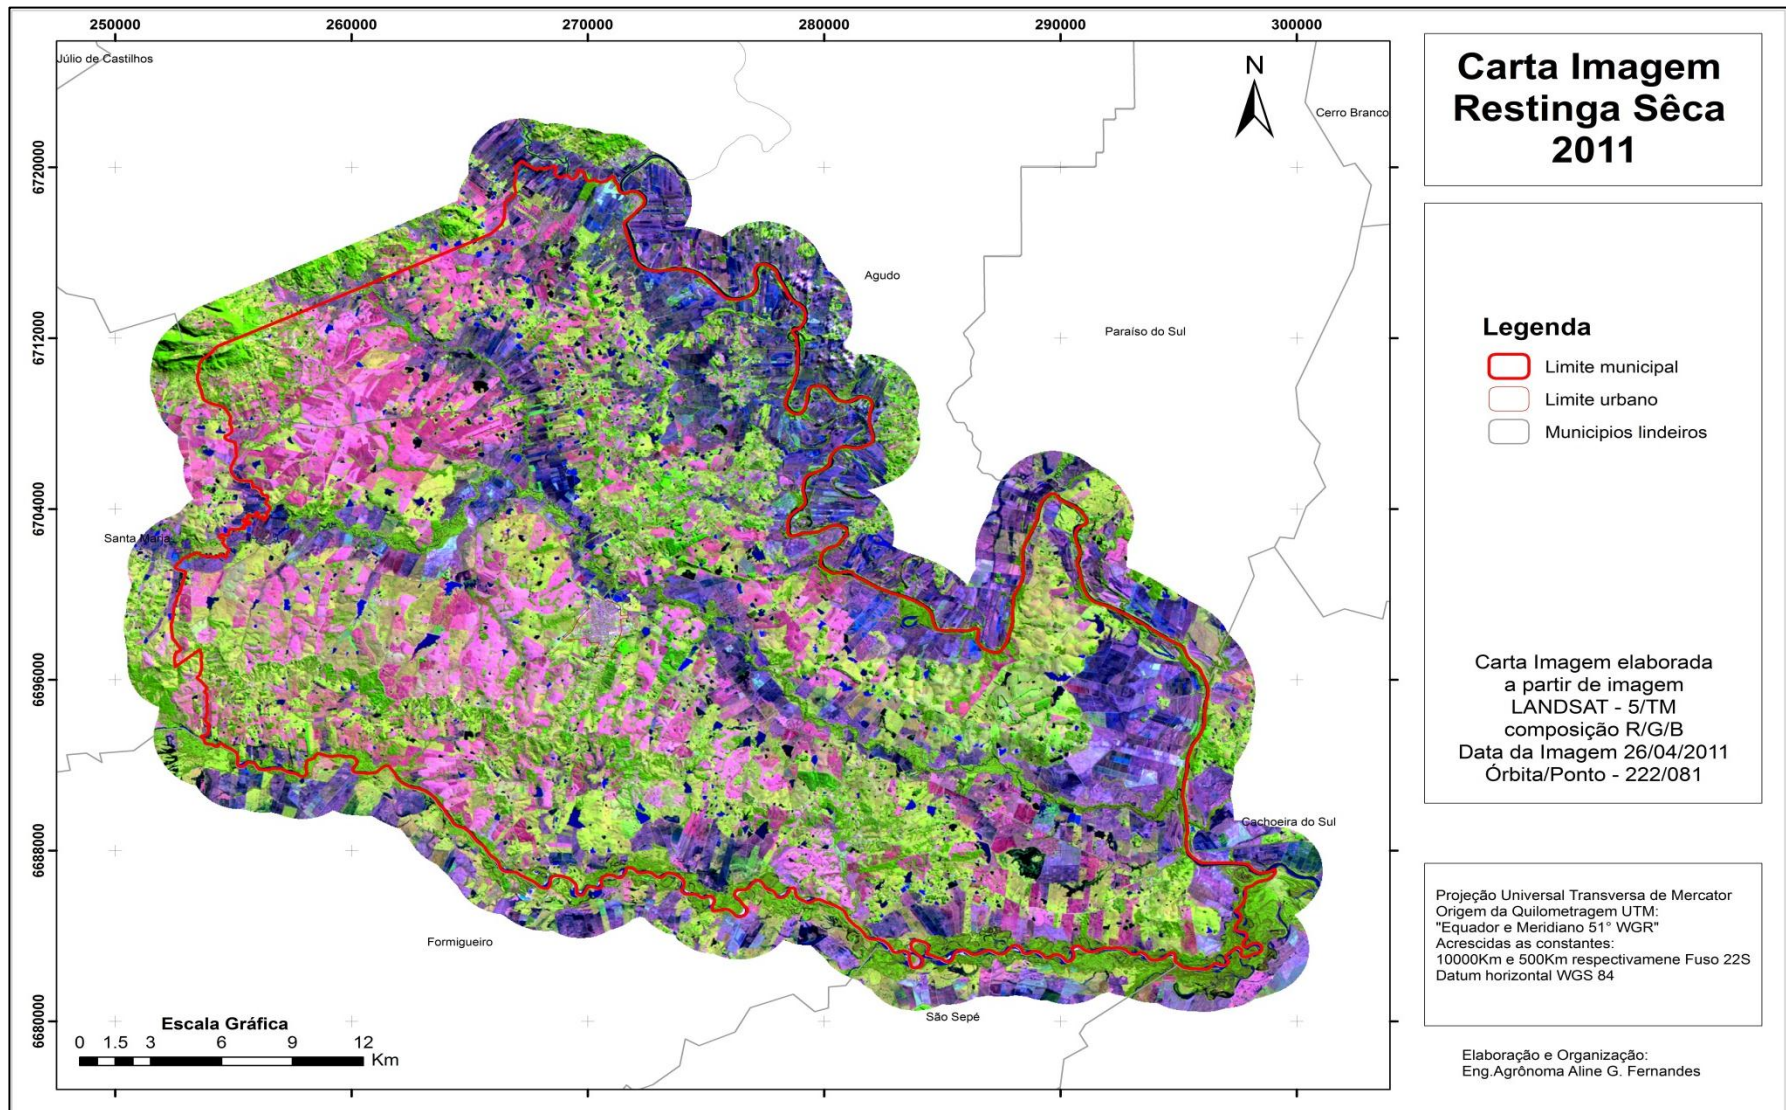 250000
260000
270000
280000
290000
300000
Júlio de Castilhos
N
Cerro Branco
Agudo
Paraíso do Sul
Santa Maria
Cachoeira do Sul
Formigueiro
São Sepé
6720000
6712000
6704000
6696000
6688000
6680000
Escala Gráfica
0 1.5 3 6 9 12
Km
Carta Imagem
Restinga Sêca
2011
Legenda
Limite municipal
Limite urbano
Municipios lindeiros
Carta Imagem elaborada
a partir de imagem
LANDSAT - 5/TM
composição R/G/B
Data da Imagem 26/04/2011
Órbita/Ponto - 222/081
Projeção Universal Transversa de Mercator
Origem da Quilometragem UTM:
"Equador e Meridiano 51° WGR"
Acrescidas as constantes:
10000Km e 500Km respectivamene Fuso 22S
Datum horizontal WGS 84
Elaboração e Organização:
Eng.Agrônoma Aline G. Fernandes